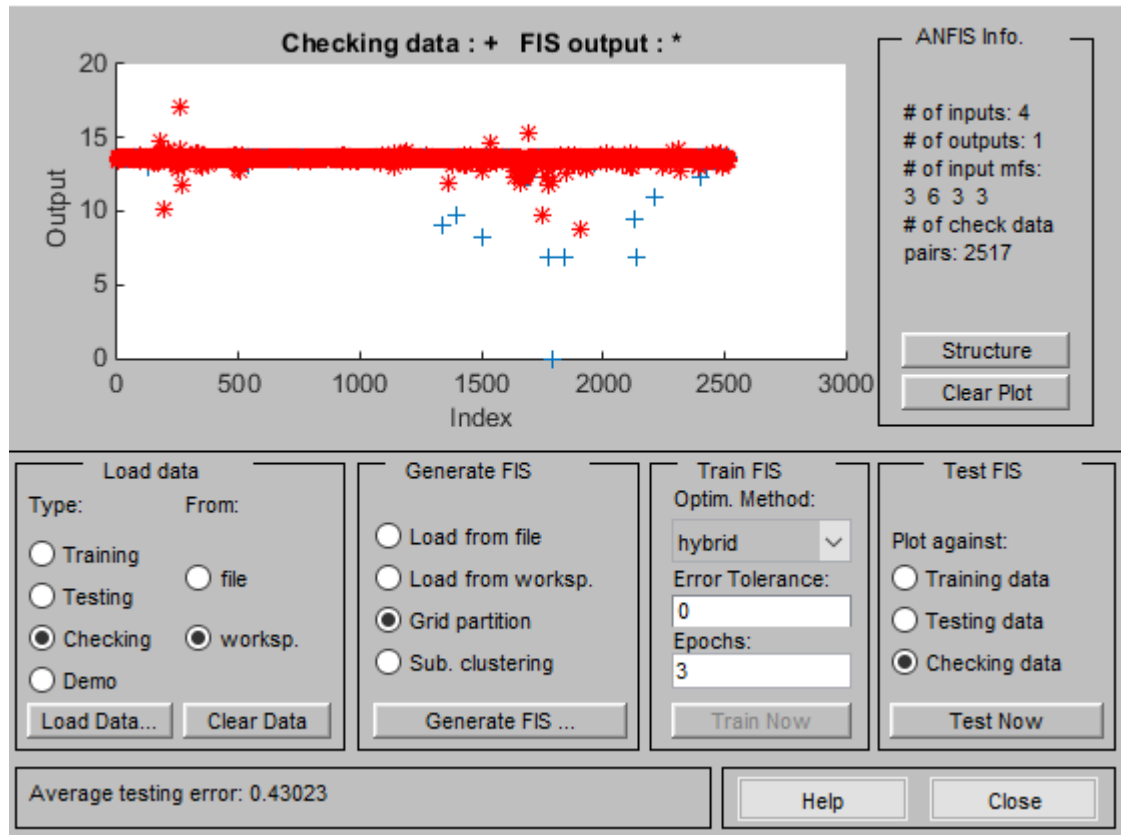 Checking data : + FIS output : *
20
15
10
5
0
Output
0 500 1000 1500 2000 2500 3000
Index
ANFIS Info.
# of inputs: 4
# of outputs: 1
# of input mfs:
3 6 3 3
# of check data
pairs: 2517
Structure
Clear Plot
Load data
Type:
From:
Training
Testing
Checking
Demo
file
worksp.
Load Data...
Clear Data
Generate FIS
Load from file
Load from worksp.
Grid partition
Sub. clustering
Generate FIS ...
Train FIS
Optim. Method:
hybrid
Error Tolerance:
0
Epochs:
3
Train Now
Test FIS
Plot against:
Training data
Testing data
Checking data
Test Now
Average testing error: 0.43023
Help
Close